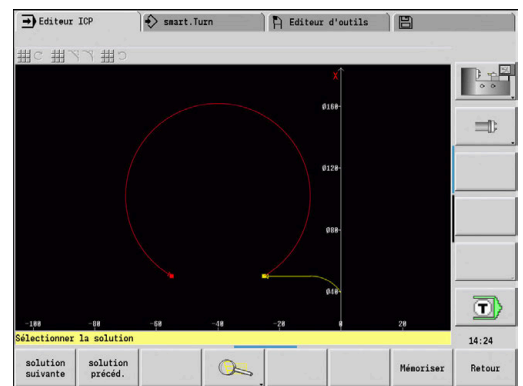 Editeur ICP
smart.Turn
Editeur d'outils
X
Ø160
Ø120
Ø80
Ø40
-100
-80
-60
-40
-20
0
20
Sélectionner la solution
14:24
T
solution suivante
solution précéd.
Mémoriser
Retour